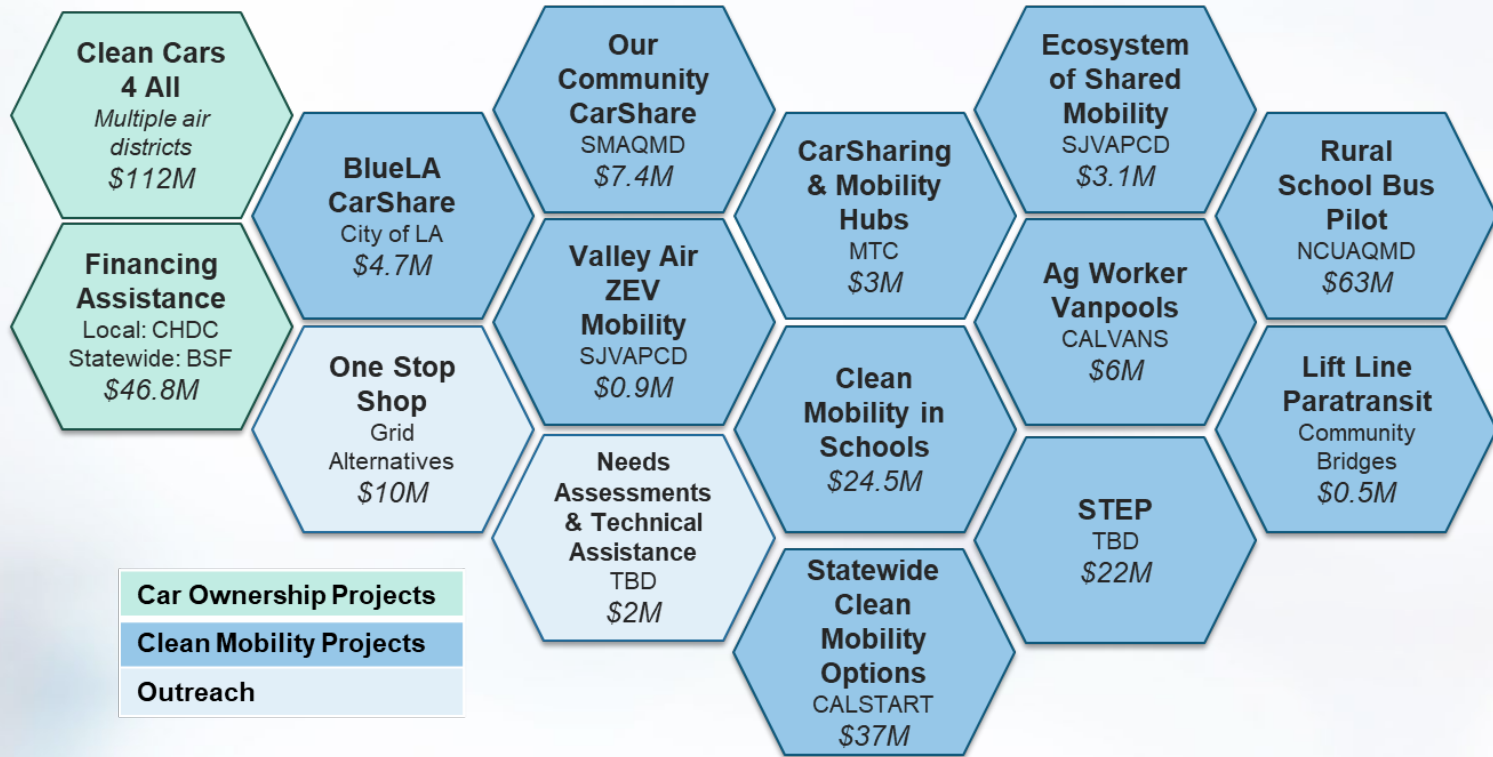 Clean Cars
4 All
Multiple air
districts
$112M
Financing
Assistance
Local: CHDC
Statewide: BSF
$46.8M
BlueLA
CarShare
City of LA
$4.7M
One Stop
Shop
Grid
Alternatives
$10M
Our
Community
CarShare
SMAQMD
$7.4M
Valley Air
ZEV
Mobility
SJVAPCD
$0.9M
Needs
Assessments
& Technical
Assistance
TBD
$2M
CarSharing
& Mobility
Hubs
MTC
$3M
Clean
Mobility in
Schools
$24.5M
Statewide
Clean
Mobility
Options
CALSTART
$37M
Ecosystem
of Shared
Mobility
SJVAPCD
$3.1M
Ag Worker
Vanpools
CALVANS
$6M
STEP
TBD
$22M
Rural
School Bus
Pilot
NCUAQMD
$63M
Lift Line
Paratransit
Community
Bridges
$0.5M
Car Ownership Projects
Clean Mobility Projects
Outreach